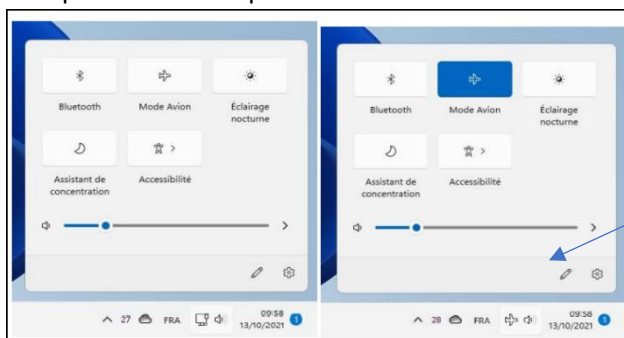 Bluetooth
Mode Avion
Éclairage
nocturne
Assistant de
concentration
Accessibilité
27
FRA
09:58
13/10/2021
1
Bluetooth
Mode Avion
Éclairage
nocturne
Assistant de
concentration
Accessibilité
28
FRA
09:58
13/10/2021
1